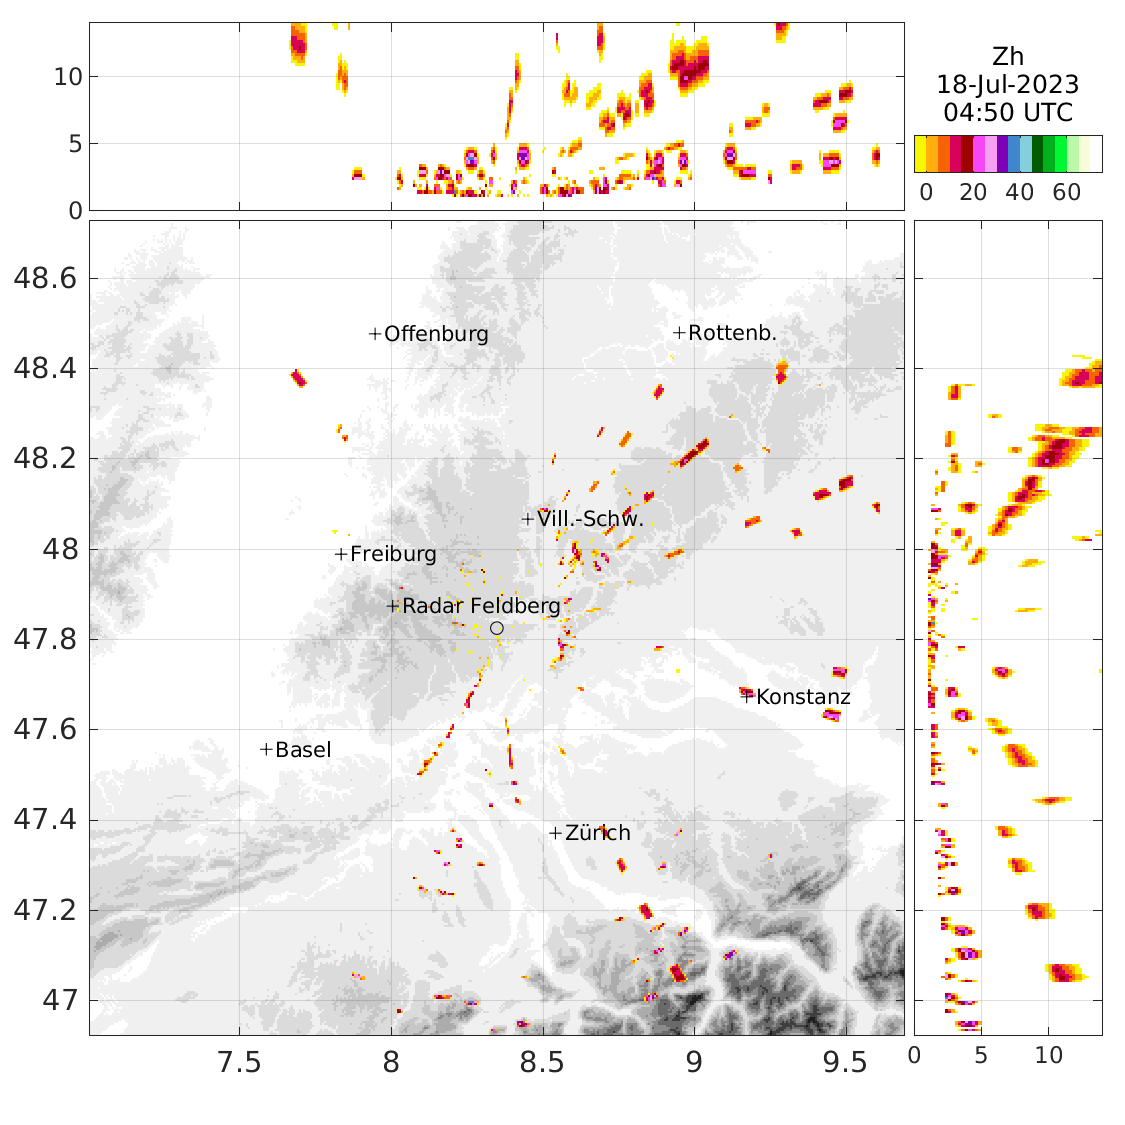 10
5
0
Zh
18-Jul-2023
04:50 UTC
0 20 40 60
48.6
48.4
48.2
48
47.8
47.6
47.4
47.2
47
+Offenburg
+Rottenb.
+Vill.-Schw.
+Freiburg
+Radar Feldberg
+Konstanz
+Basel
+Zürich
7.5 8 8.5 9 9.5
0 5 10